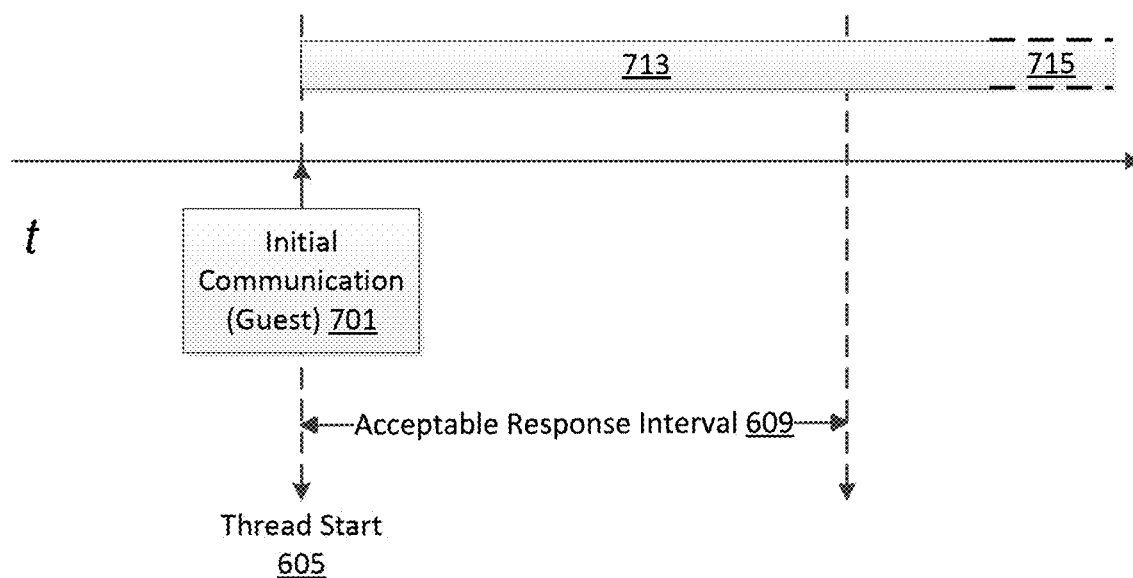 713
715
t
Initial
Communication
(Guest) 701
Acceptable Response Interval 609
Thread Start
605